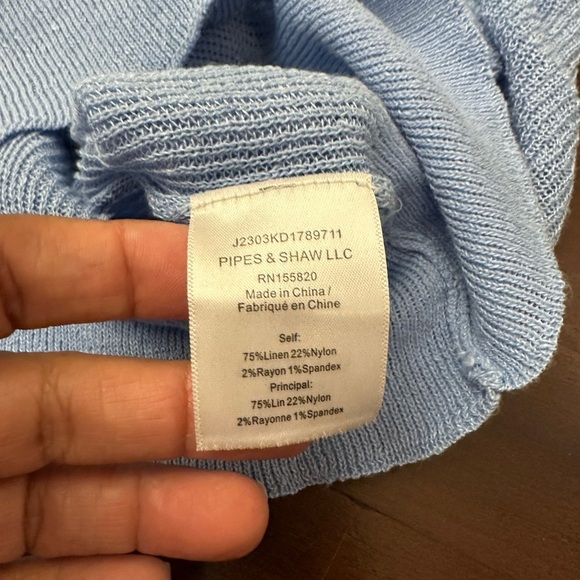 J2303KD1789711
PIPES & SHAW LLC
RN155820
Made in China /
Fabriqué en Chine
Self:
75%Linen 22%Nylon
2%Rayon 1%Spandex
Principal:
75%Lin 22%Nylon
2%Rayonne 1%Spandex